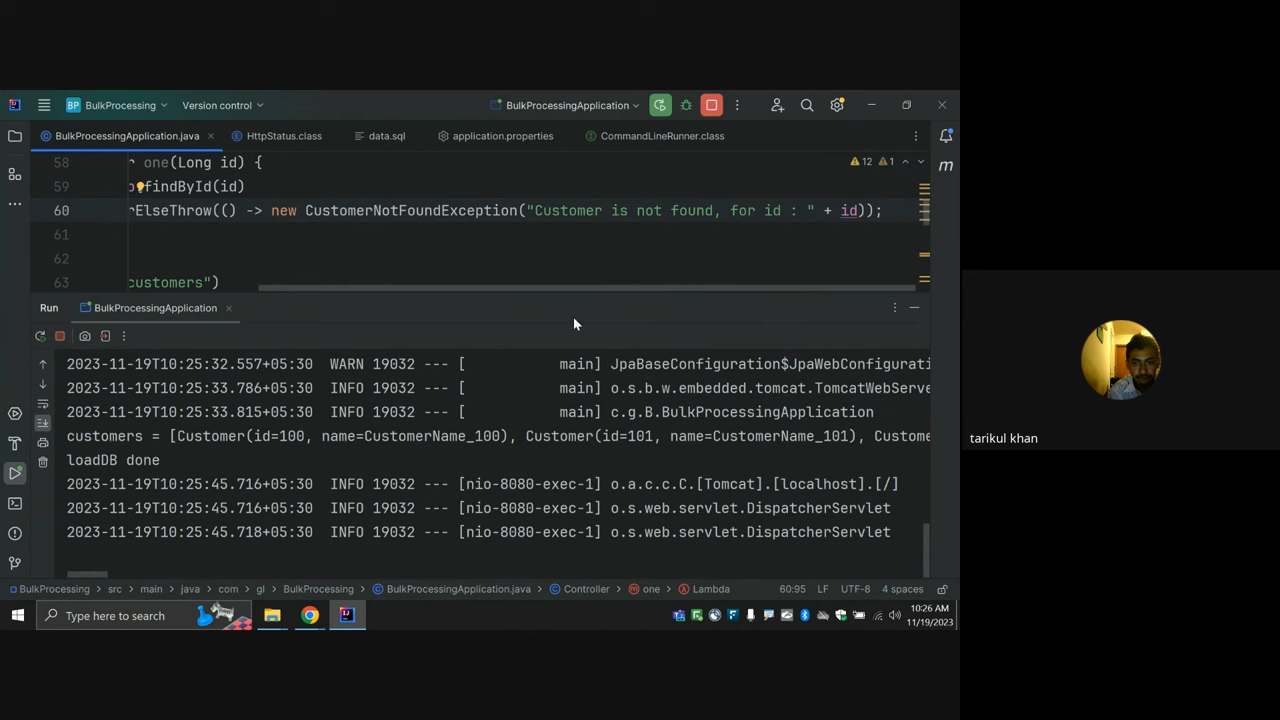 BP BulkProcessing Version control BulkProcessingApplication
BulkProcessingApplication.java HttpStatus.class data.sql application.properties CommandLineRunner.class
58 r one(Long id) { 12 1
59 findById(id)
60 rElseThrow(() -> new CustomerNotFoundException("Customer is not found, for id : " + id));
61
62
63 customers")
Run BulkProcessingApplication
2023-11-19T10:25:32.557+05:30 WARN 19032 --- [ main] JpaBaseConfiguration$JpaWebConfigurati
2023-11-19T10:25:33.786+05:30 INFO 19032 --- [ main] o.s.b.w.embedded.tomcat.TomcatWebServe
2023-11-19T10:25:33.815+05:30 INFO 19032 --- [ main] c.g.B.BulkProcessingApplication
customers = [Customer(id=100, name=CustomerName_100), Customer(id=101, name=CustomerName_101), Custome
loadDB done
2023-11-19T10:25:45.716+05:30 INFO 19032 --- [nio-8080-exec-1] o.a.c.c.C.[Tomcat].[localhost].[/]
2023-11-19T10:25:45.716+05:30 INFO 19032 --- [nio-8080-exec-1] o.s.web.servlet.DispatcherServlet
2023-11-19T10:25:45.718+05:30 INFO 19032 --- [nio-8080-exec-1] o.s.web.servlet.DispatcherServlet
BulkProcessing > src > main > java > com > gl > BulkProcessing > BulkProcessingApplication.java > Controller > one > Lambda 60:95 LF UTF-8 4 spaces
Type here to search
10:26 AM
11/19/2023
tarikul khan